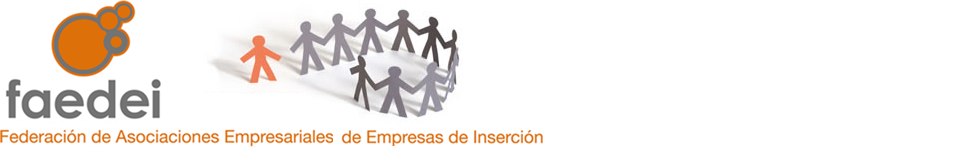 faedei
Federación de Asociaciones Empresariales de Empresas de Inserción